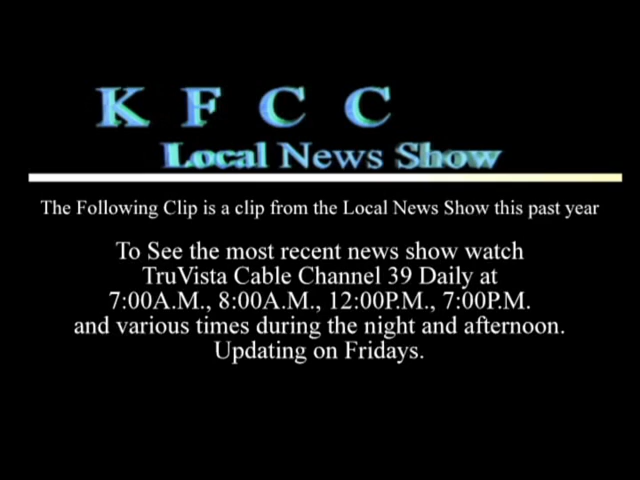 K F C C
Local News Show
The Following Clip is a clip from the Local News Show this past year
To See the most recent news show watch
TruVista Cable Channel 39 Daily at
7:00A.M., 8:00A.M., 12:00P.M., 7:00P.M.
and various times during the night and afternoon.
Updating on Fridays.